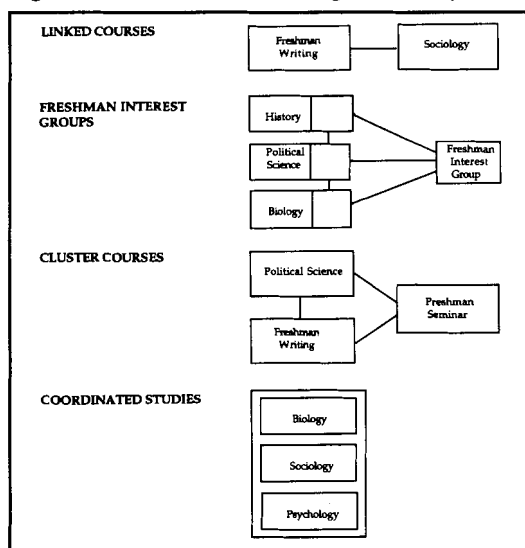 LINKED COURSES
Freshman
Writing
Sociology
FRESHMAN INTEREST
GROUPS
History
Political
Science
Biology
Freshman
Interest
Group
CLUSTER COURSES
Political Science
Freshman
Writing
Freshman
Seminar
COORDINATED STUDIES
Biology
Sociology
Psychology